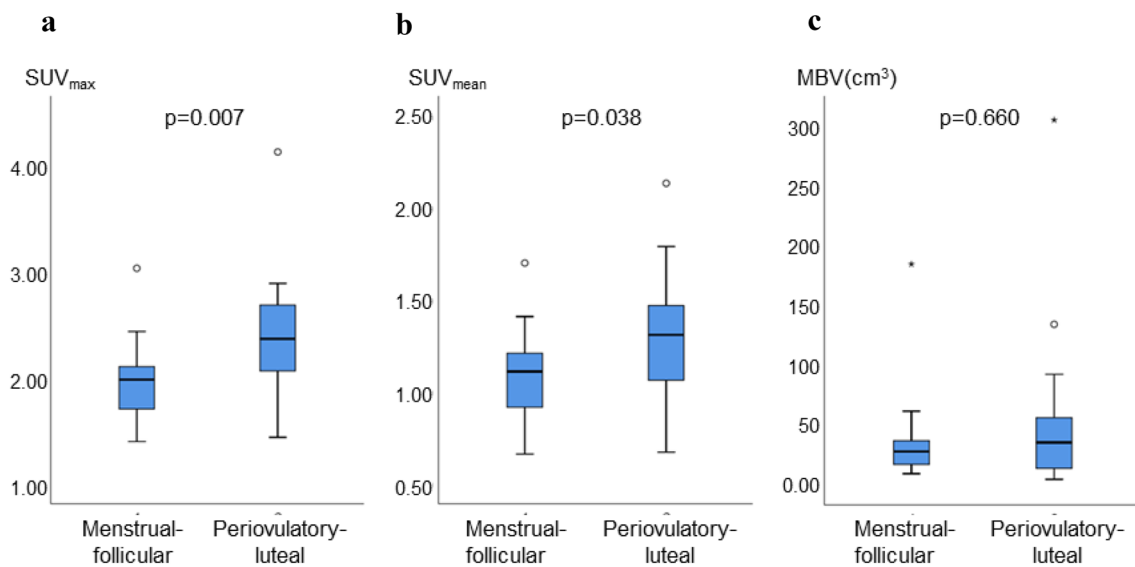 a
SUVmax
p=0.007
4.00
3.00
2.00
1.00
Menstrual-
follicular
Periovulatory-
luteal
b
SUVmean
p=0.038
2.50
2.00
1.50
1.00
0.50
Menstrual-
follicular
Periovulatory-
luteal
c
MBV(cm³)
p=0.660
300
250
200
150
100
50
0.00
Menstrual-
follicular
Periovulatory-
luteal